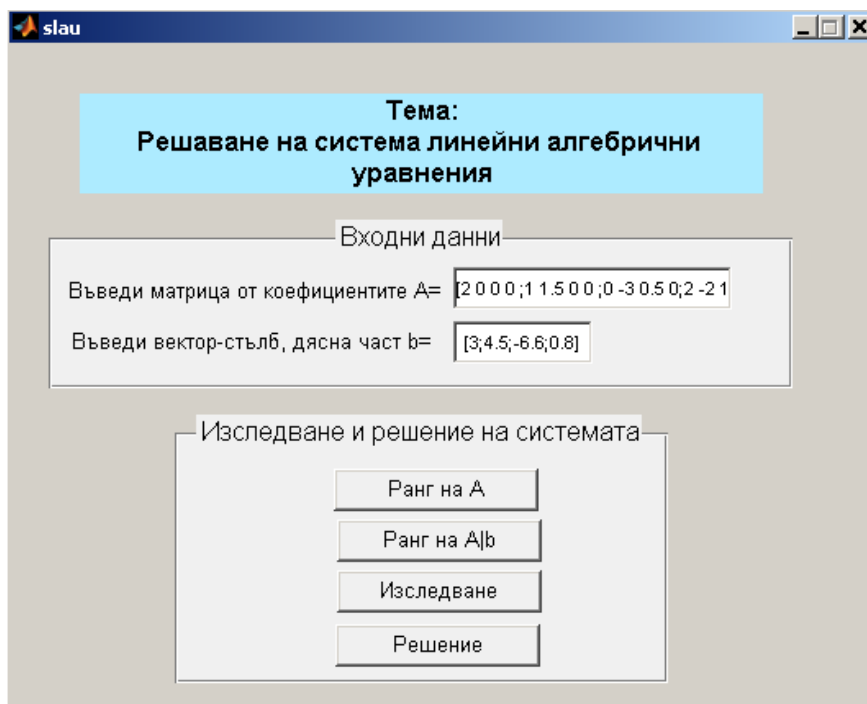 slau
Тема:
Решаване на система линейни алгебрични
уравнения
Входни данни
Въведи матрица от коефициентите A= [2 0 0 0 ;1 1.5 0 0 ;0 -3 0.5 0;2 -2 1
Въведи вектор-стълб, дясна част b= [3;4.5;-6.6;0.8]
Изследване и решение на системата
Ранг на A
Ранг на A|b
Изследване
Решение